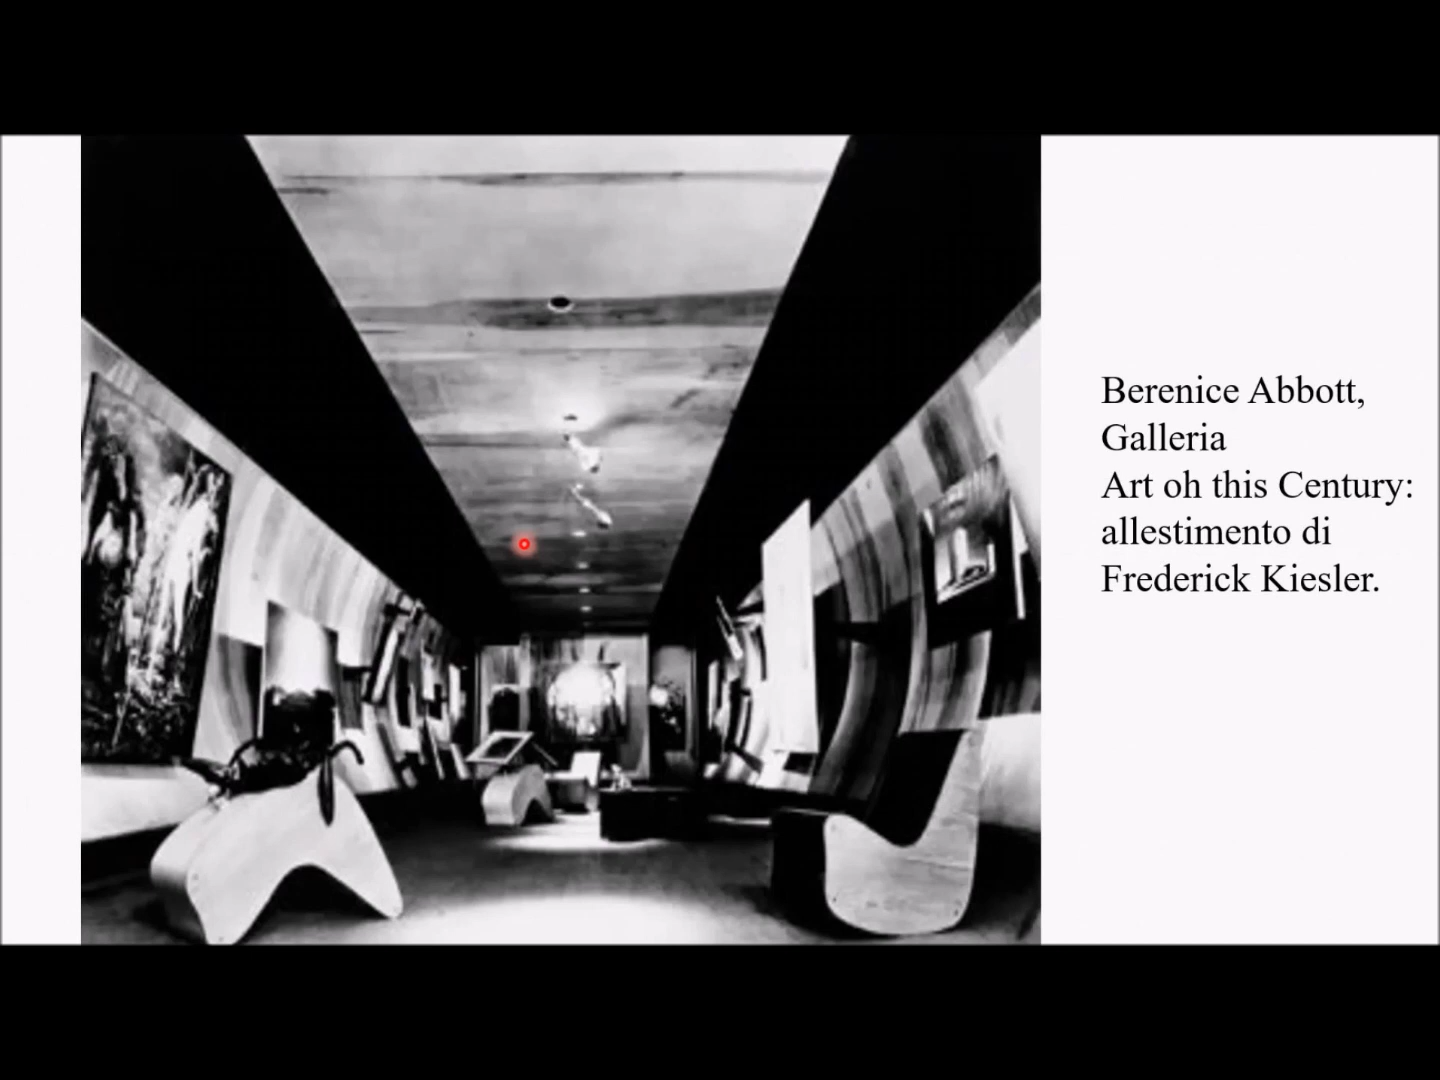 Berenice Abbott,
Galleria
Art oh this Century:
allestimento di
Frederick Kiesler.